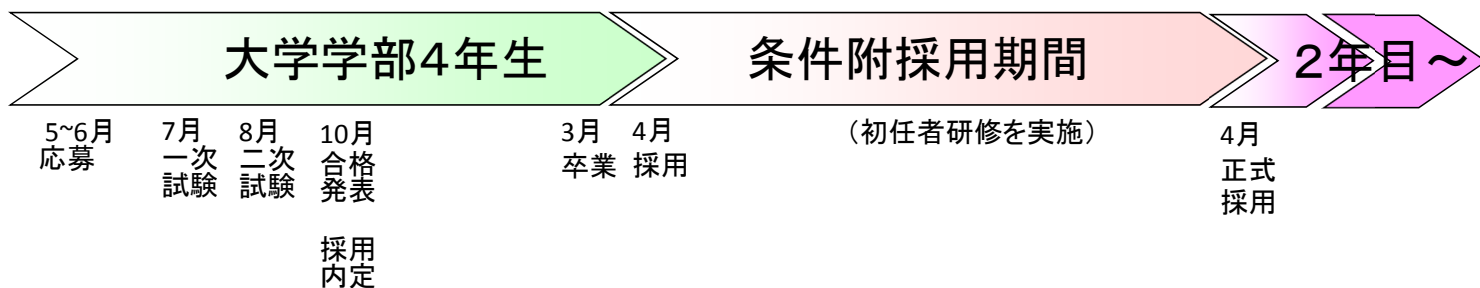 大学学部4年生
条件附採用期間
2年目～
5~6月
応募
7月
一次
試験
8月
二次
試験
10月
合格
発表
採用
内定
3月
卒業
4月
採用
（初任者研修を実施）
4月
正式
採用